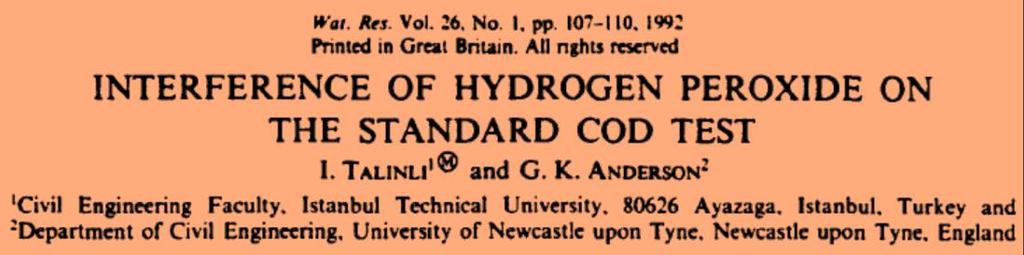 Wat. Res. Vol. 26, No. 1, pp. 107-110, 1992
Printed in Great Britain. All rights reserved
INTERFERENCE OF HYDROGEN PEROXIDE ON
THE STANDARD COD TEST
I. TALINLI¹Ⓜ and G. K. ANDERSON²
¹Civil Engineering Faculty, Istanbul Technical University, 80626 Ayazaga, Istanbul, Turkey and
²Department of Civil Engineering, University of Newcastle upon Tyne, Newcastle upon Tyne, England